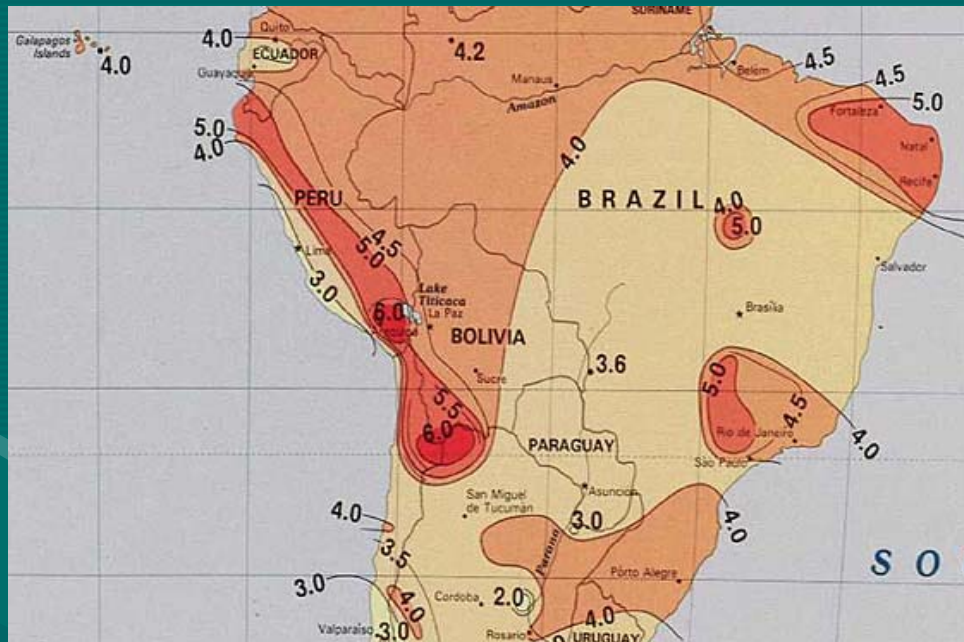 SURINAME
Quito
4.0
ECUADOR
Galapagos
Islands
4.0
4.2
Guayaquil
Manaus
Amazon
Belém
4.5
4.5
5.0
Fortaleza
Natal
Recife
5.0
4.0
4.0
PERU
BRAZIL
4.0
5.0
4.5
5.0
Lima
3.0
Salvador
Lake
Titicaca
La Paz
6.0
Brasilia
BOLIVIA
3.6
Sucre
5.5
6.0
5.0
4.5
4.0
Rio de Janeiro
São Paulo
PARAGUAY
Asunción
San Miguel
de Tucumán
3.0
4.0
4.0
3.5
Paraná
3.0
4.0
Pôrto Alegre
S O
Cordoba
2.0
4.0
Valparaiso
3.0
Rosario
URUGUAY